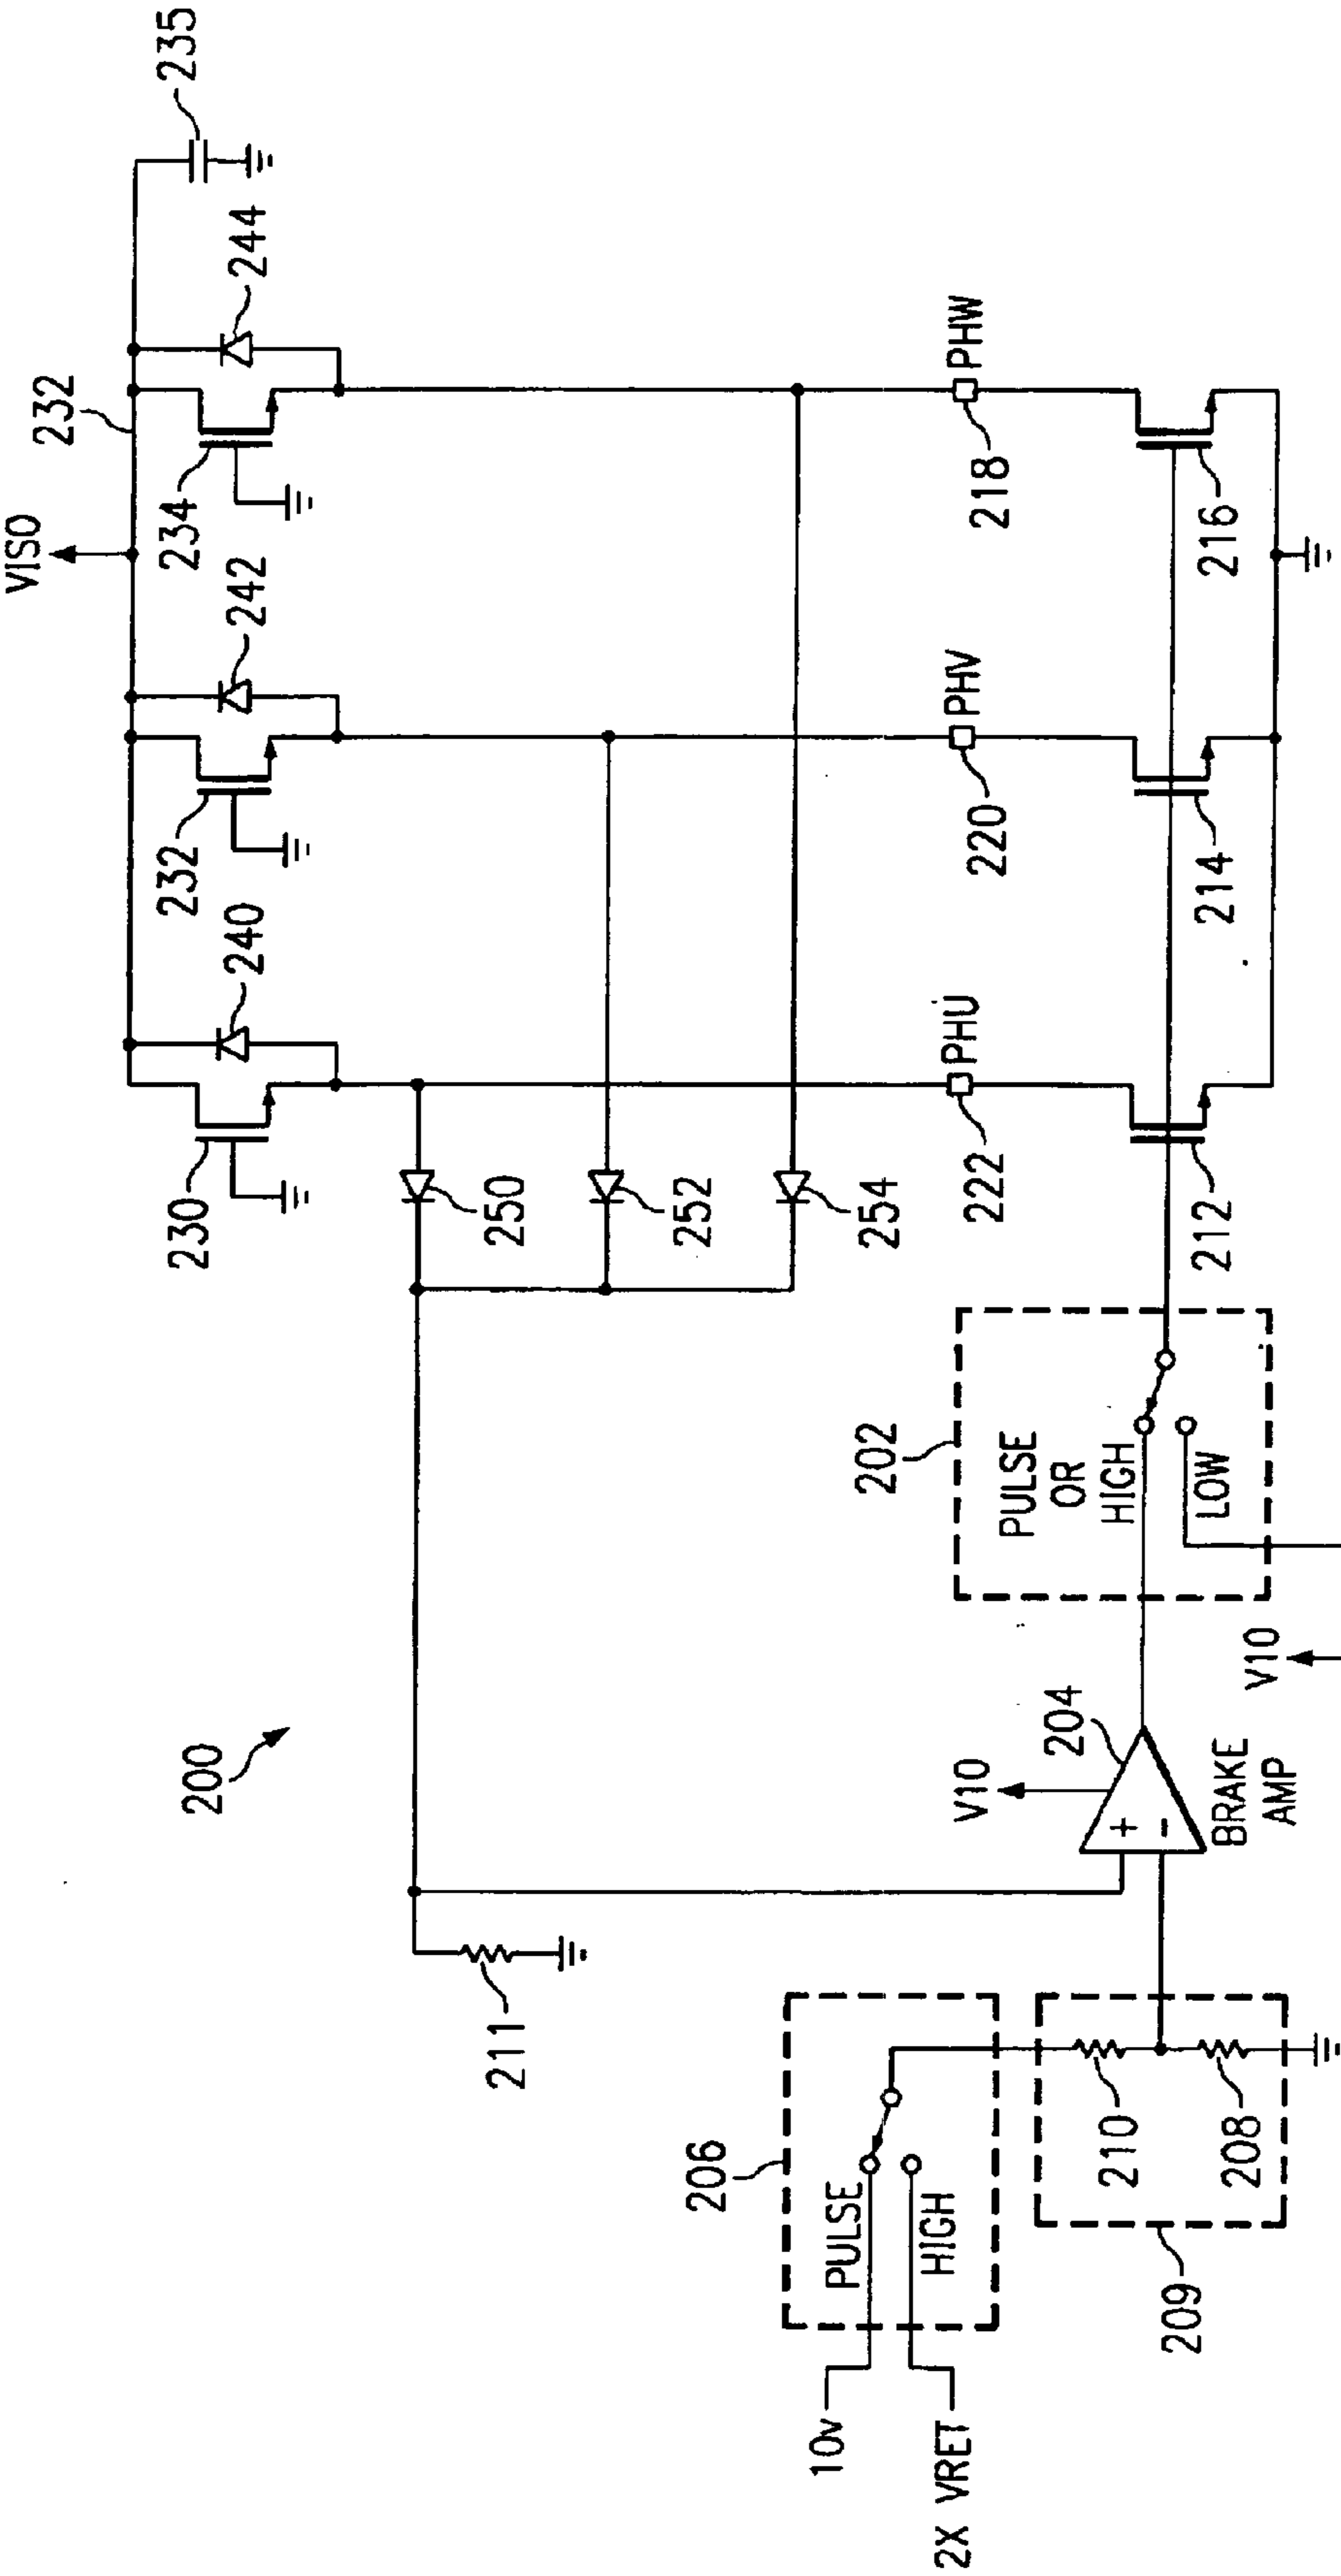 200
VISO
232
235
230
240
232
242
234
244
250
252
254
211
222
PHU
220
PHV
218
PHW
206
PULSE
HIGH
10v
2X VRET
209
210
208
V10
204
+
-
BRAKE
AMP
V10
202
PULSE
OR
HIGH
LOW
212
214
216